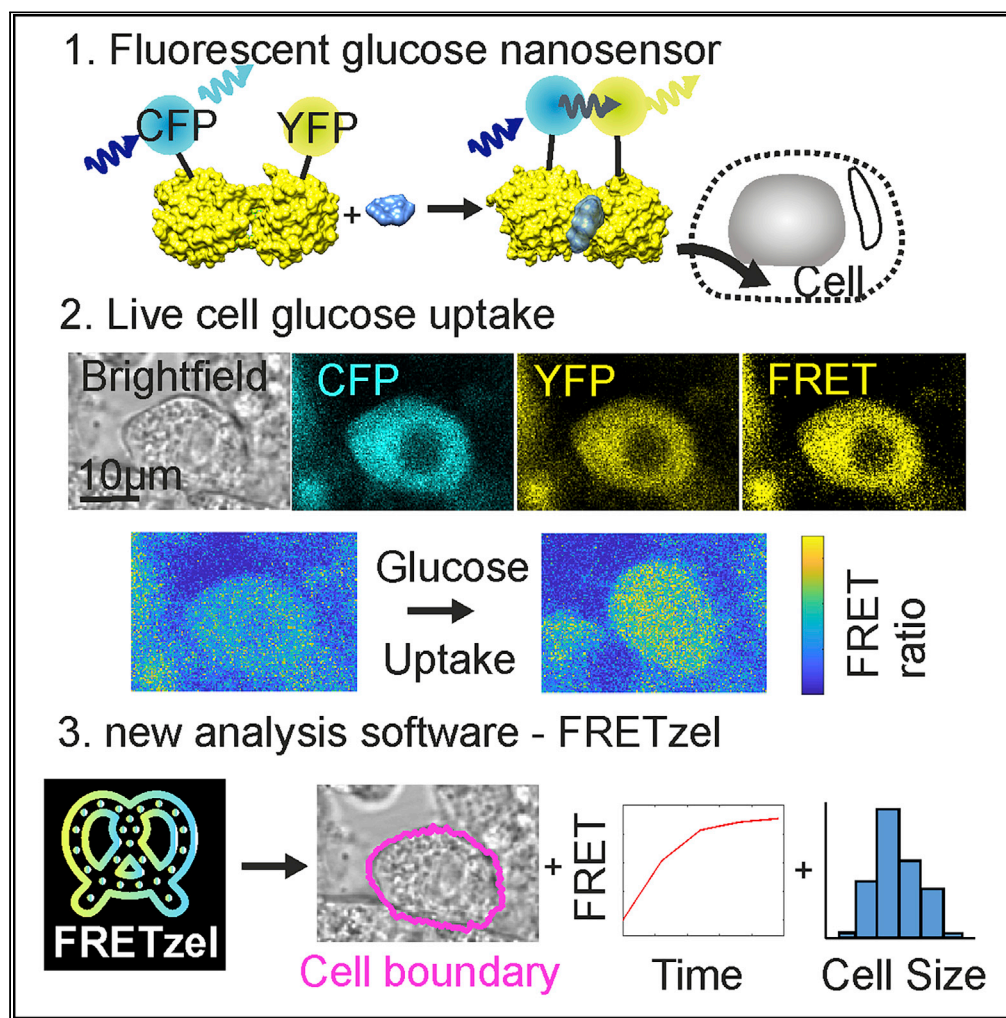 1. Fluorescent glucose nanosensor
CFP
YFP
+
Cell
2. Live cell glucose uptake
Brightfield
10µm
CFP
YFP
FRET
Glucose
Uptake
FRET
ratio
3. new analysis software - FRETzel
FRETzel
Cell boundary
+
FRET
Time
+
Cell Size